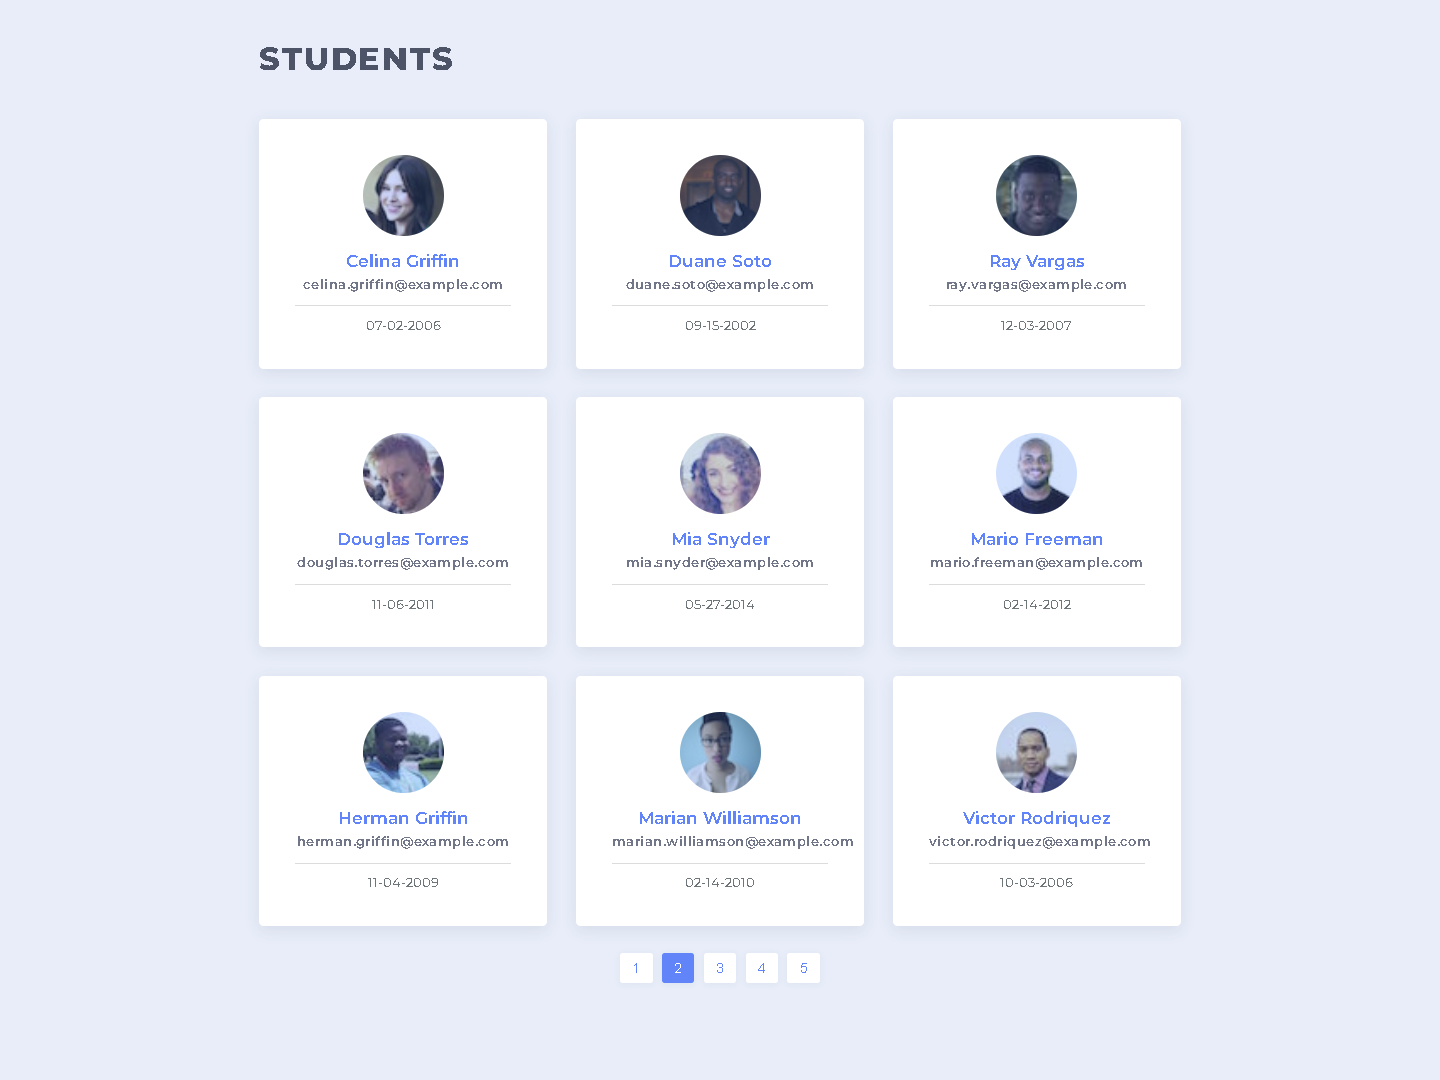 STUDENTS
Celina Griffin
celina.griffin@example.com
07-02-2006
Duane Soto
duane.soto@example.com
09-15-2002
Ray Vargas
ray.vargas@example.com
12-03-2007
Douglas Torres
douglas.torres@example.com
11-06-2011
Mia Snyder
mia.snyder@example.com
05-27-2014
Mario Freeman
mario.freeman@example.com
02-14-2012
Herman Griffin
herman.griffin@example.com
11-04-2009
Marian Williamson
marian.williamson@example.com
02-14-2010
Victor Rodriquez
victor.rodriquez@example.com
10-03-2006
1 2 3 4 5